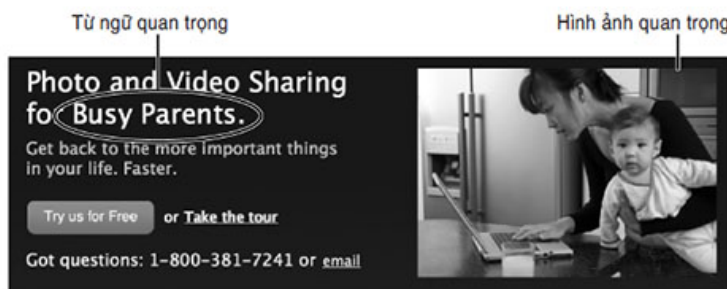 Từ ngữ quan trọng
Hình ảnh quan trọng
Photo and Video Sharing
for Busy Parents.
Get back to the more important things
in your life. Faster.
Try us for Free or Take the tour
Got questions: 1-800-381-7241 or email